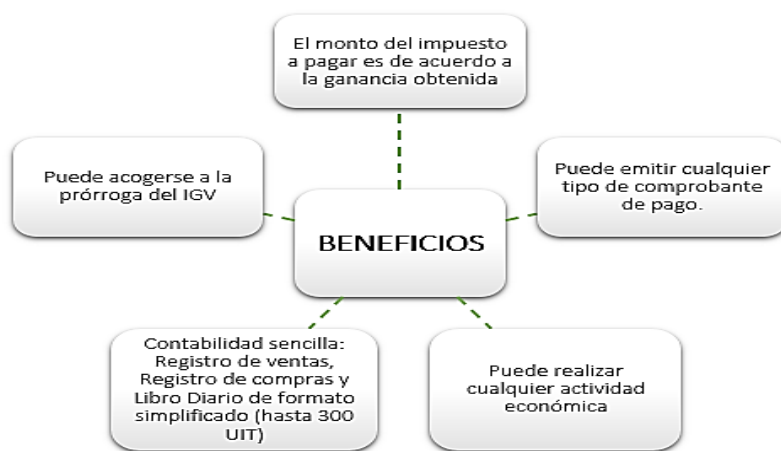 El monto del impuesto
a pagar es de acuerdo a
la ganancia obtenida
Puede acogerse a la
prórroga del IGV
Puede emitir cualquier
tipo de comprobante
de pago.
BENEFICIOS
Contabilidad sencilla:
Registro de ventas,
Registro de compras y
Libro Diario de formato
simplificado (hasta 300
UIT)
Puede realizar
cualquier actividad
económica